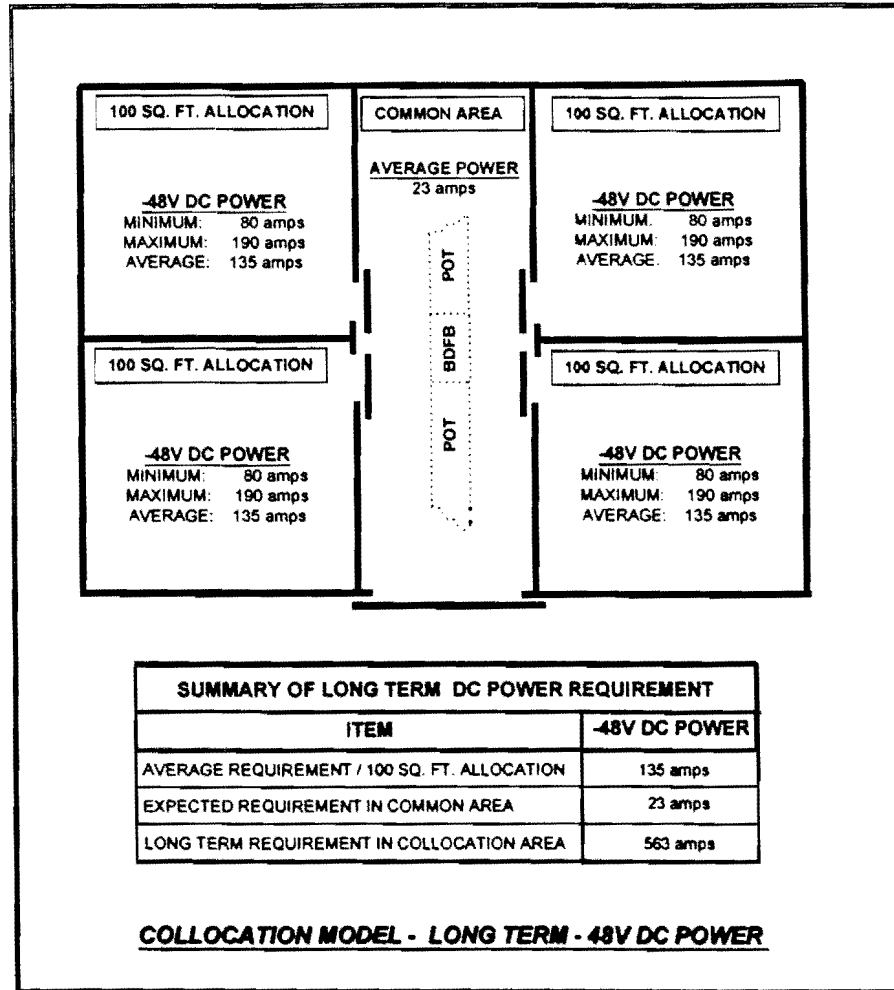 100 SQ. FT. ALLOCATION
-48V DC POWER
MINIMUM: 80 amps
MAXIMUM: 190 amps
AVERAGE: 135 amps
COMMON AREA
AVERAGE POWER
23 amps
POT
BDFB
POT
100 SQ. FT. ALLOCATION
-48V DC POWER
MINIMUM. 80 amps
MAXIMUM: 190 amps
AVERAGE. 135 amps
100 SQ. FT. ALLOCATION
-48V DC POWER
MINIMUM: 80 amps
MAXIMUM: 190 amps
AVERAGE: 135 amps
100 SQ. FT. ALLOCATION
-48V DC POWER
MINIMUM: 80 amps
MAXIMUM: 190 amps
AVERAGE: 135 amps
SUMMARY OF LONG TERM DC POWER REQUIREMENT
ITEM -48V DC POWER
AVERAGE REQUIREMENT / 100 SQ. FT. ALLOCATION 135 amps
EXPECTED REQUIREMENT IN COMMON AREA 23 amps
LONG TERM REQUIREMENT IN COLLOCATION AREA 563 amps
COLLOCATION MODEL - LONG TERM - 48V DC POWER